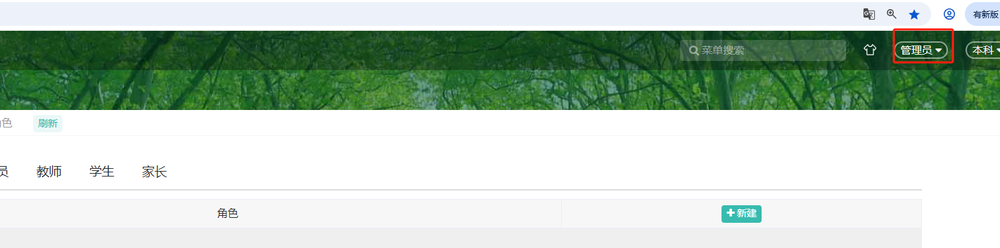 有新版
菜单搜索
管理员
本科
色
刷新
员 教师 学生 家长
角色
新建